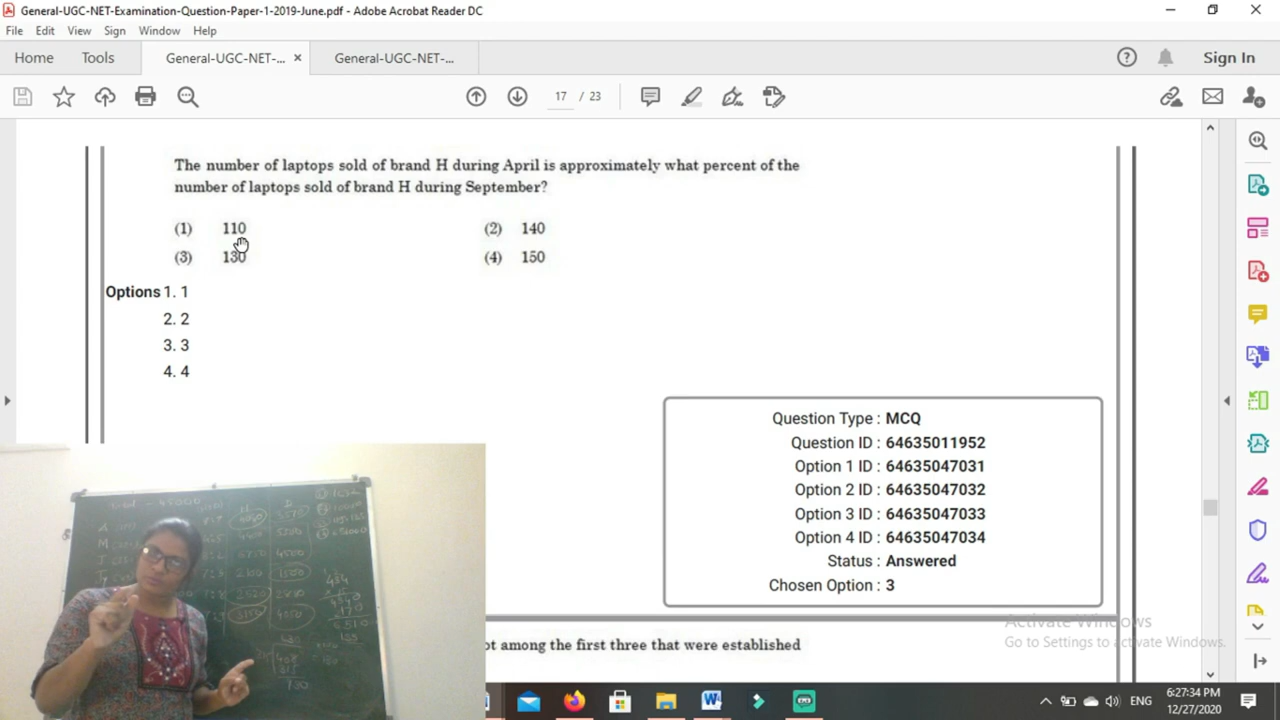 General-UGC-NET-Examination-Question-Paper-1-2019-June.pdf - Adobe Acrobat Reader DC
File Edit View Sign Window Help
Home Tools General-UGC-NET-... × General-UGC-NET-... Sign In
17 / 23
The number of laptops sold of brand H during April is approximately what percent of the
number of laptops sold of brand H during September?
(1) 110 (2) 140
(3) 130 (4) 150
Options 1. 1
2. 2
3. 3
4. 4
Question Type : MCQ
Question ID : 64635011952
Option 1 ID : 64635047031
Option 2 ID : 64635047032
Option 3 ID : 64635047033
Option 4 ID : 64635047034
Status : Answered
Chosen Option : 3
Total - 45000
Activate Windows
Go to Settings to activate Windows.
ot among the first three that were established
ENG
6:27:34 PM
12/27/2020